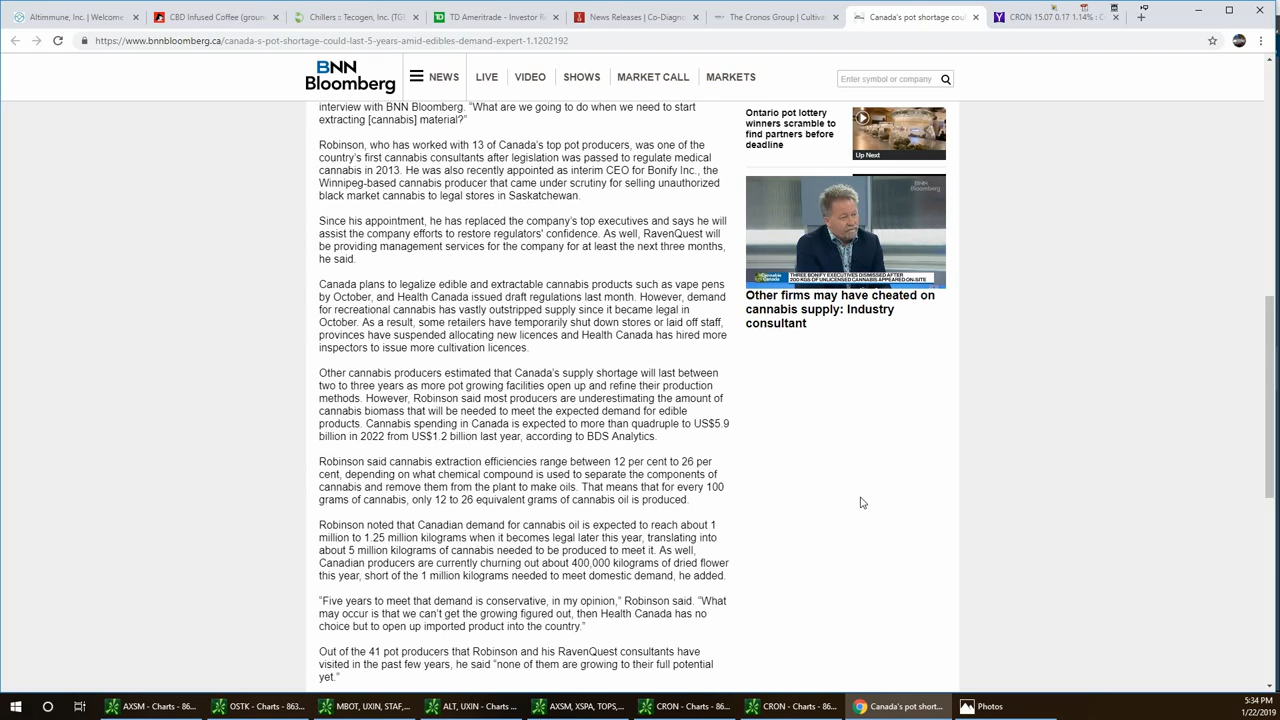 Altimmune, Inc. | Welcome
CBD Infused Coffee (groun
Chillers :: Tecogen, Inc. (TG
TD Ameritrade - Investor R
News Releases | Co-Diagno
The Cronos Group | Cultiva
Canada's pot shortage cou
CRON 15.07 0.17 1.14% : C
https://www.bnnbloomberg.ca/canada-s-pot-shortage-could-last-5-years-amid-edibles-demand-expert-1.1202192
BNN
Bloomberg
NEWS
LIVE
VIDEO
SHOWS
MARKET CALL
MARKETS
Enter symbol or company
interview with BNN Bloomberg. “What are we going to do when we need to start
extracting [cannabis] material?”
Robinson, who has worked with 13 of Canada’s top pot producers, was one of the
country’s first cannabis consultants after legislation was passed to regulate medical
cannabis in 2013. He was also recently appointed as interim CEO for Bonify Inc., the
Winnipeg-based cannabis producer that came under scrutiny for selling unauthorized
black market cannabis to legal stores in Saskatchewan.
Since his appointment, he has replaced the company’s top executives and says he will
assist the company efforts to restore regulators’ confidence. As well, RavenQuest will
be providing management services for the company for at least the next three months,
he said.
Canada plans to legalize edible and extractable cannabis products such as vape pens
by October, and Health Canada issued draft regulations last month. However, demand
for recreational cannabis has vastly outstripped supply since it became legal in
October. As a result, some retailers have temporarily shut down stores or laid off staff,
provinces have suspended allocating new licences and Health Canada has hired more
inspectors to issue more cultivation licences.
Other cannabis producers estimated that Canada’s supply shortage will last between
two to three years as more pot growing facilities open up and refine their production
methods. However, Robinson said most producers are underestimating the amount of
cannabis biomass that will be needed to meet the expected demand for edible
products. Cannabis spending in Canada is expected to more than quadruple to US$5.9
billion in 2022 from US$1.2 billion last year, according to BDS Analytics.
Robinson said cannabis extraction efficiencies range between 12 per cent to 26 per
cent, depending on what chemical compound is used to separate the components of
cannabis and remove them from the plant to make oils. That means that for every 100
grams of cannabis, only 12 to 26 equivalent grams of cannabis oil is produced.
Robinson noted that Canadian demand for cannabis oil is expected to reach about 1
million to 1.25 million kilograms when it becomes legal later this year, translating into
about 5 million kilograms of cannabis needed to be produced to meet it. As well,
Canadian producers are currently churning out about 400,000 kilograms of dried flower
this year, short of the 1 million kilograms needed to meet domestic demand, he added.
“Five years to meet that demand is conservative, in my opinion,” Robinson said. “What
may occur is that we can’t get the growing figured out, then Health Canada has no
choice but to open up imported product into the country.”
Out of the 41 pot producers that Robinson and his RavenQuest consultants have
visited in the past few years, he said “none of them are growing to their full potential
yet.”
Ontario pot lottery
winners scramble to
find partners before
deadline
Up Next
BNN Bloomberg
Cannabis
Canada
THREE BONIFY EXECUTIVES DISMISSED AFTER
200 KGS OF UNLICENSED CANNABIS APPEARED ON-SITE
Other firms may have cheated on
cannabis supply: Industry
consultant
AXSM - Charts - 86...
OSTK - Charts - 863...
MBOT, UXIN, STAF,...
ALT, UXIN - Charts ...
AXSM, XSPA, TOPS,...
CRON - Charts - 86...
CRON - Charts - 86...
Canada's pot short...
Photos
5:34 PM
1/22/2019